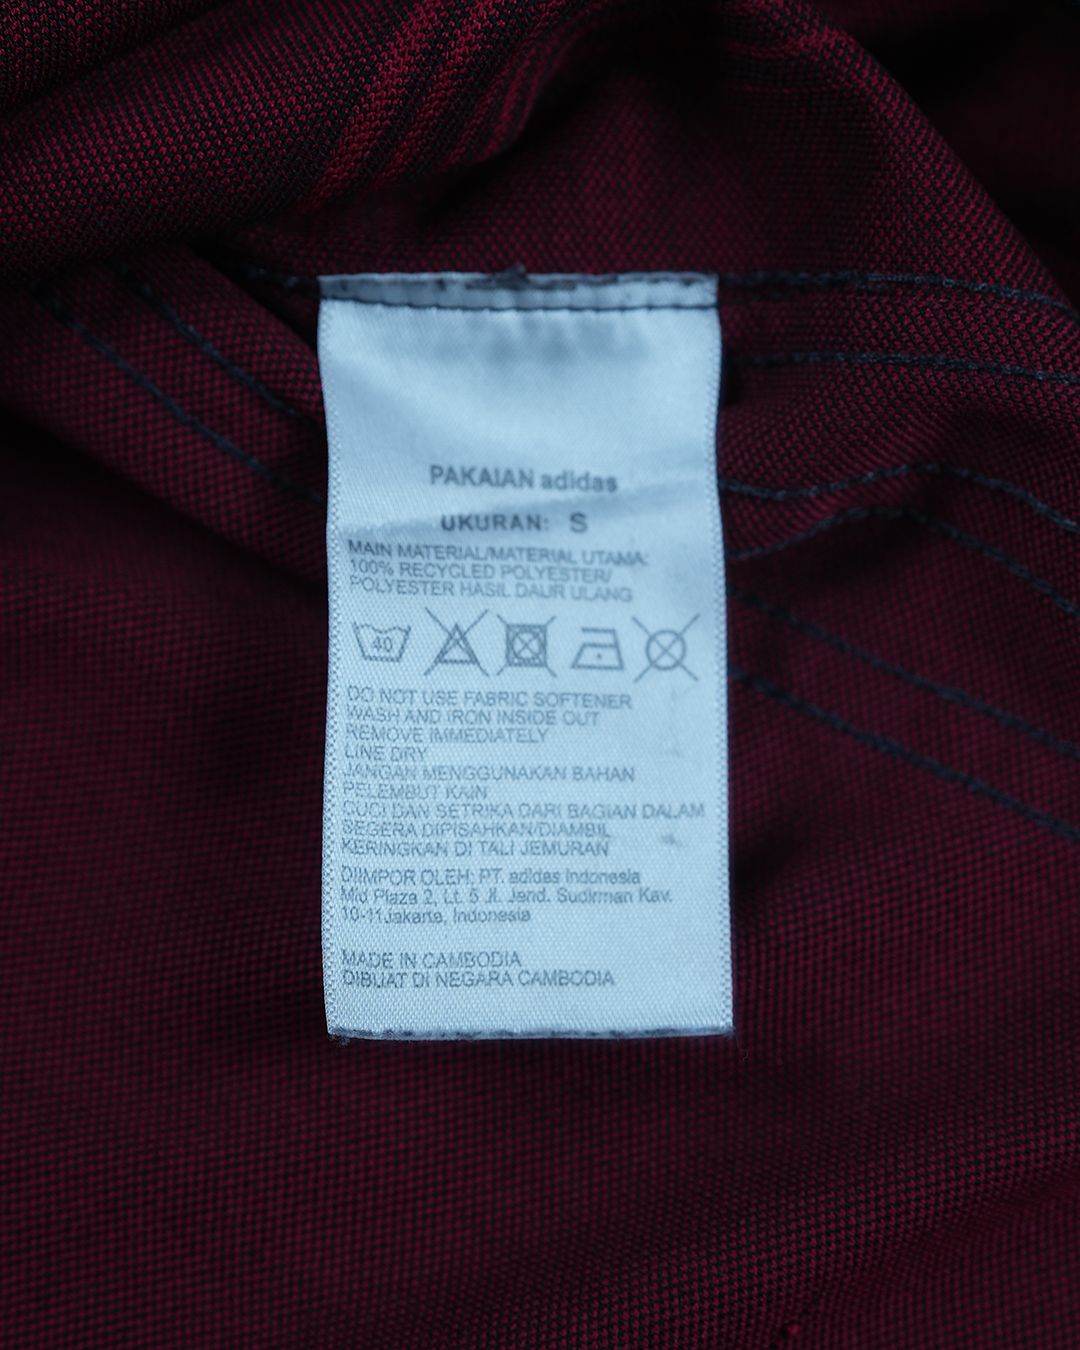 PAKAIAN adidas
UKURAN: S
MAIN MATERIAL/MATERIAL UTAMA:
100% RECYCLED POLYESTER/
POLYESTER HASIL DAUR ULANG
40
DO NOT USE FABRIC SOFTENER
WASH AND IRON INSIDE OUT
REMOVE IMMEDIATELY
LINE DRY
JANGAN MENGGUNAKAN BAHAN
PELEMBUT KAIN
CUCI DAN SETRIKA DARI BAGIAN DALAM
SEGERA DIPISAHKAN/DIAMBIL
KERINGKAN DI TALI JEMURAN
DIIMPOR OLEH: PT. adidas Indonesia
Mid Plaza 2, Lt. 5 Jl. Jend. Sudirman Kav.
10-11Jakarta, Indonesia
MADE IN CAMBODIA
DIBUAT DI NEGARA CAMBODIA